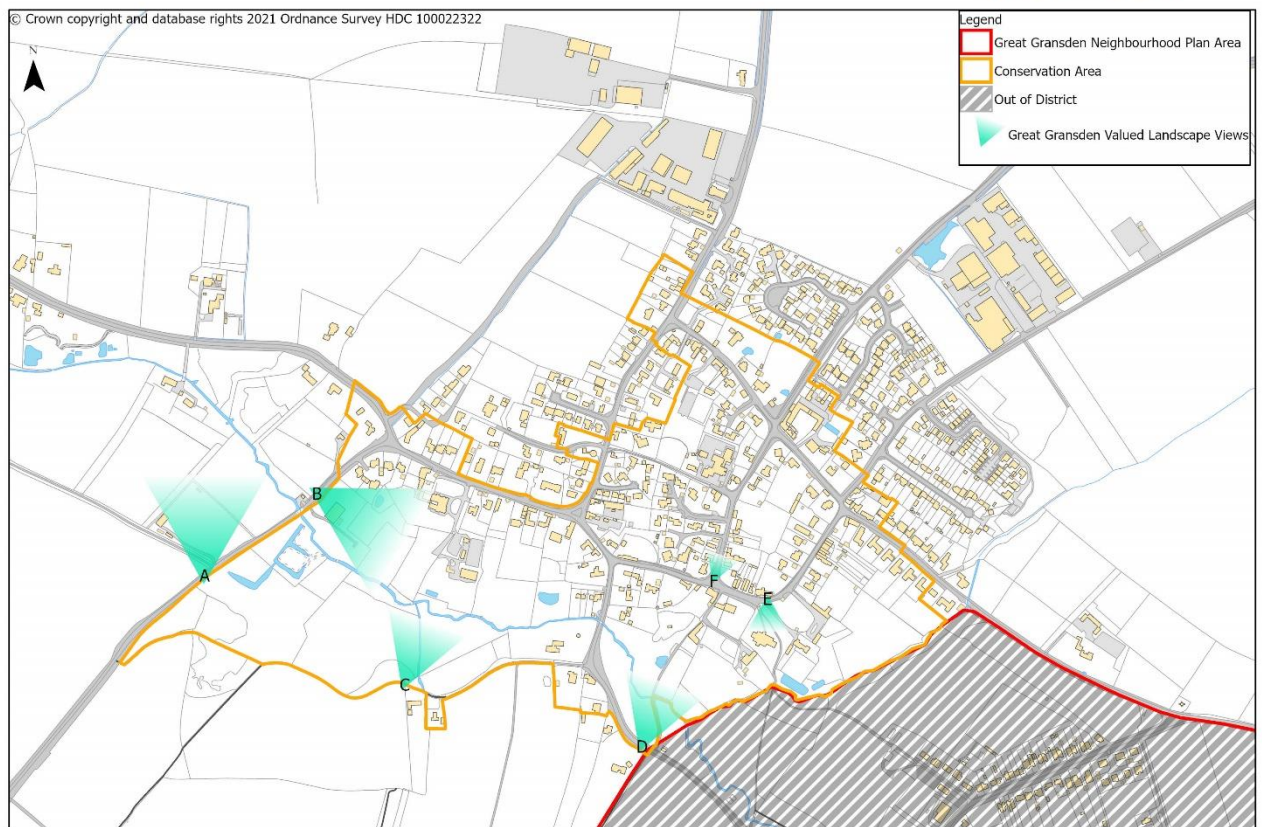 © Crown copyright and database rights 2021 Ordnance Survey HDC 100022322
Legend
Great Gransden Neighbourhood Plan Area
Conservation Area
Out of District
Great Gransden Valued Landscape Views
N
B
A
F
E
C
D